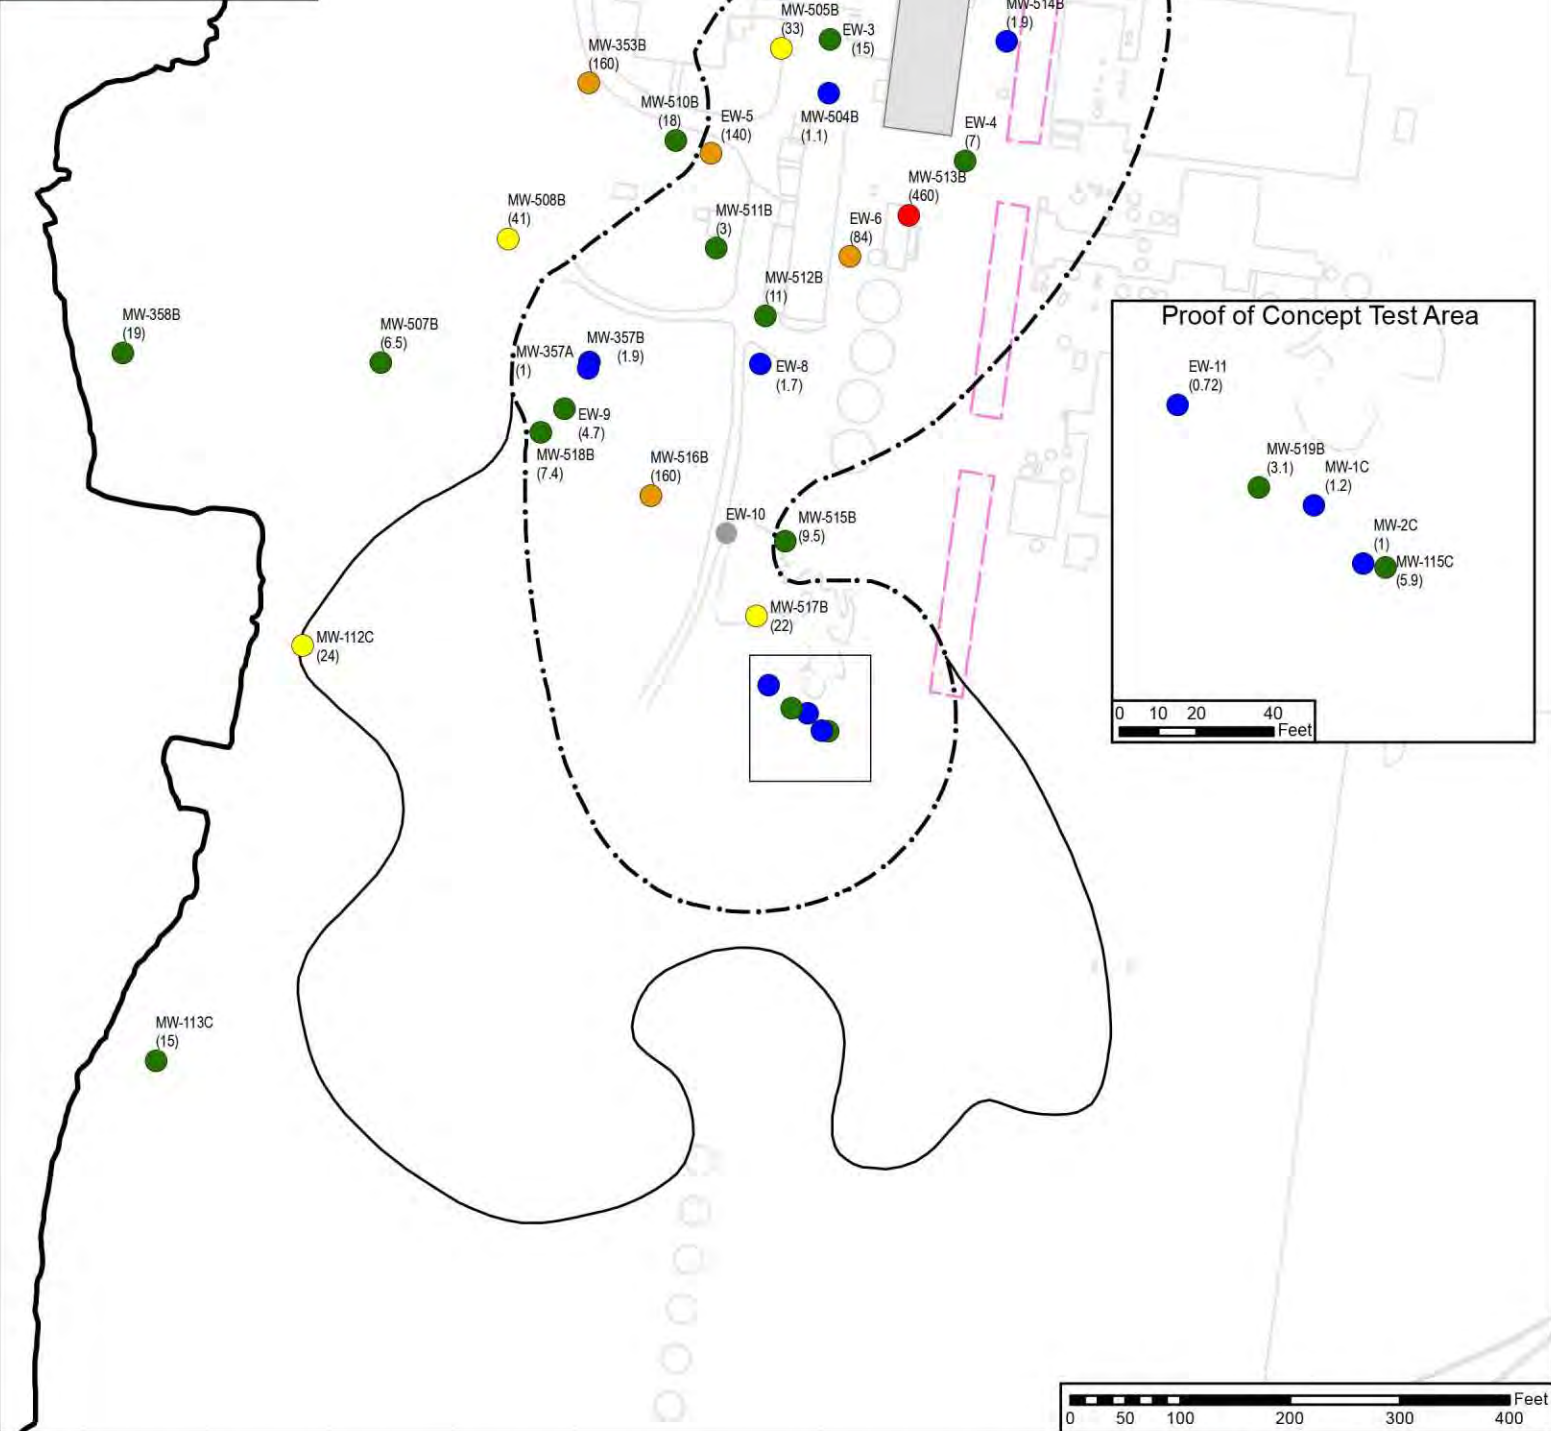 MW-505B
(33)
EW-3
(15)
MW-514B
(1.9)
MW-353B
(160)
MW-510B
(18)
EW-5
(140)
MW-504B
(1.1)
EW-4
(7)
MW-513B
(460)
MW-508B
(41)
MW-511B
(3)
EW-6
(84)
MW-512B
(11)
MW-358B
(19)
MW-507B
(6.5)
MW-357A
(1)
MW-357B
(1.9)
EW-8
(1.7)
EW-9
(4.7)
MW-518B
(7.4)
MW-516B
(160)
EW-10
MW-515B
(9.5)
MW-517B
(22)
MW-112C
(24)
MW-113C
(15)
Proof of Concept Test Area
EW-11
(0.72)
MW-519B
(3.1)
MW-1C
(1.2)
MW-2C
(1)
MW-115C
(5.9)
0 10 20 40
Feet
Feet
0 50 100 200 300 400